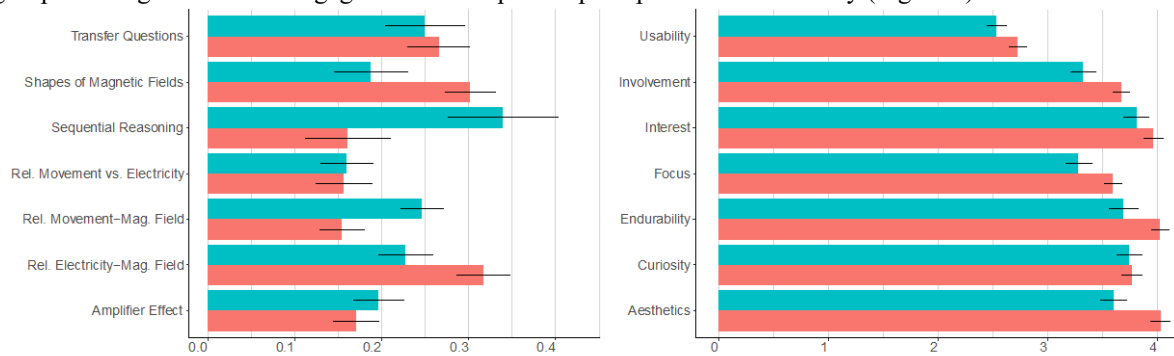 Transfer Questions
Shapes of Magnetic Fields
Sequential Reasoning
Rel. Movement vs. Electricity
Rel. Movement−Mag. Field
Rel. Electricity−Mag. Field
Amplifier Effect
0.0 0.1 0.2 0.3 0.4
Usability
Involvement
Interest
Focus
Endurability
Curiosity
Aesthetics
0 1 2 3 4